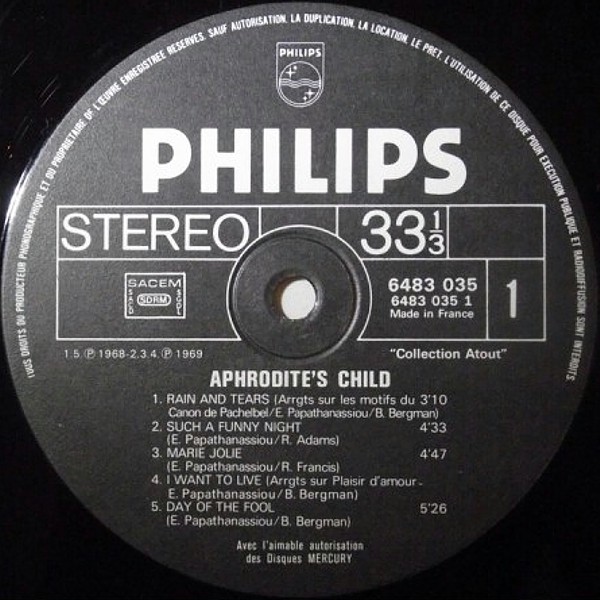 TOUS DROITS DU PRODUCTEUR PHONOGRAPHIQUE ET DU PROPRIETAIRE DE L'ŒUVRE ENREGISTREE RESERVES. SAUF AUTORISATION, LA DUPLICATION, LA LOCATION, LE PRET, L'UTILISATION DE CE DISQUE POUR EXECUTION PUBLIQUE ET RADIODIFFUSION SONT INTERDITS
PHILIPS
PHILIPS
STEREO 33 1/3
SACEM
SACD SDRM SGDL
6483 035
6483 035 1
Made in France
1
1.5. Ⓟ 1968-2.3.4. Ⓟ 1969 "Collection Atout"
APHRODITE'S CHILD
1. RAIN AND TEARS (Arrgts sur les motifs du 3'10
Canon de Pachelbel/E. Papathanassiou/B. Bergman)
2. SUCH A FUNNY NIGHT 4'33
(E. Papathanassiou/R. Adams)
3. MARIE JOLIE 4'47
(E. Papathanassiou/R. Francis)
4. I WANT TO LIVE (Arrgts sur Plaisir d'amour -
E. Papathanassiou/B. Bergman)
5. DAY OF THE FOOL 5'26
(E. Papathanassiou/B. Bergman)
Avec l'aimable autorisation
des Disques MERCURY